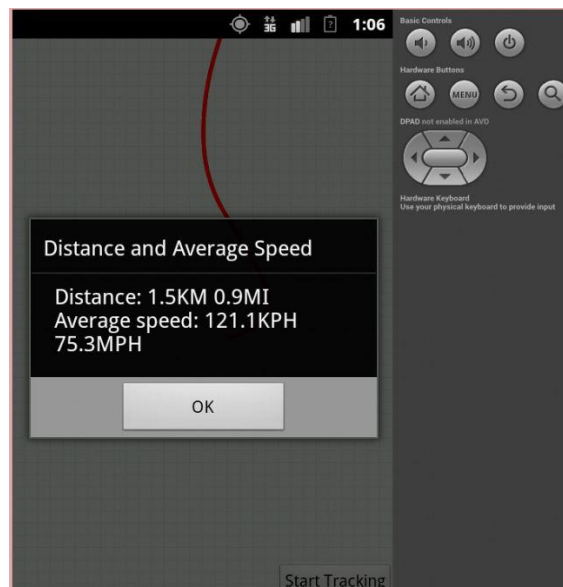 3G
1:06
Basic Controls
Hardware Buttons
MENU
DPAD not enabled in AVD
Hardware Keyboard
Use your physical keyboard to provide input
Distance and Average Speed
Distance: 1.5KM 0.9MI
Average speed: 121.1KPH
75.3MPH
OK
Start Tracking